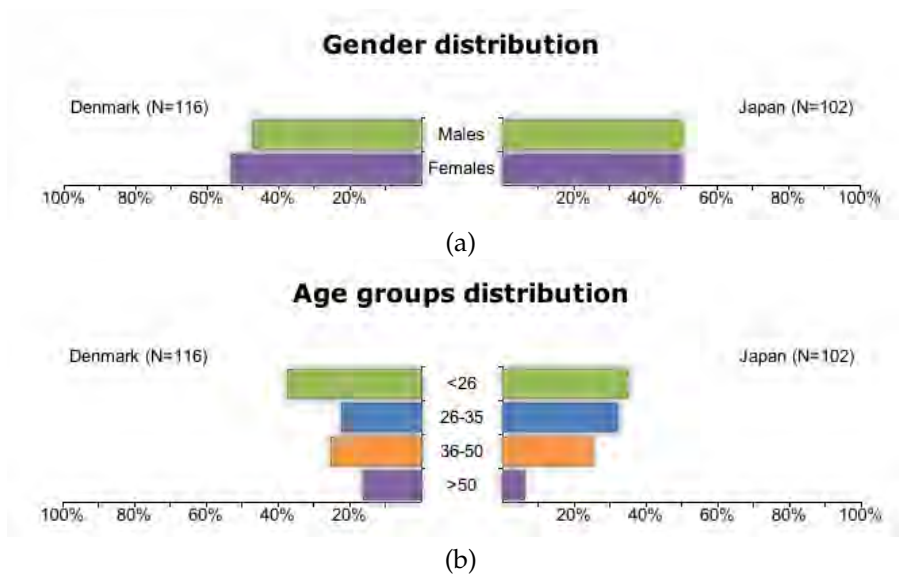 Gender distribution
Denmark (N=116)
Japan (N=102)
Males
Females
100% 80% 60% 40% 20% 20% 40% 60% 80% 100%
(a)
Age groups distribution
Denmark (N=116)
Japan (N=102)
<26
26-35
36-50
>50
100% 80% 60% 40% 20% 20% 40% 60% 80% 100%
(b)